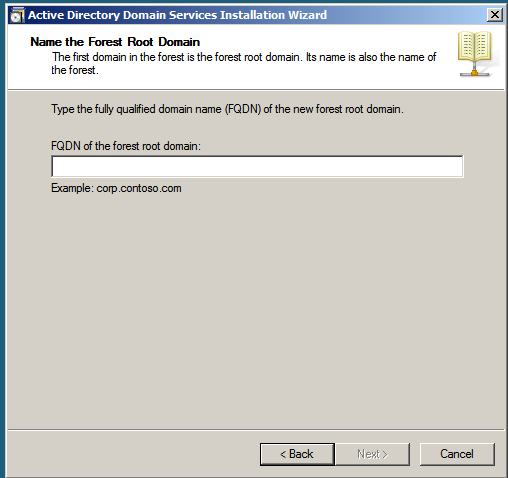 Active Directory Domain Services Installation Wizard
Name the Forest Root Domain
The first domain in the forest is the forest root domain. Its name is also the name of
the forest.
Type the fully qualified domain name (FQDN) of the new forest root domain.
FQDN of the forest root domain:
Example: corp.contoso.com
< Back Next > Cancel